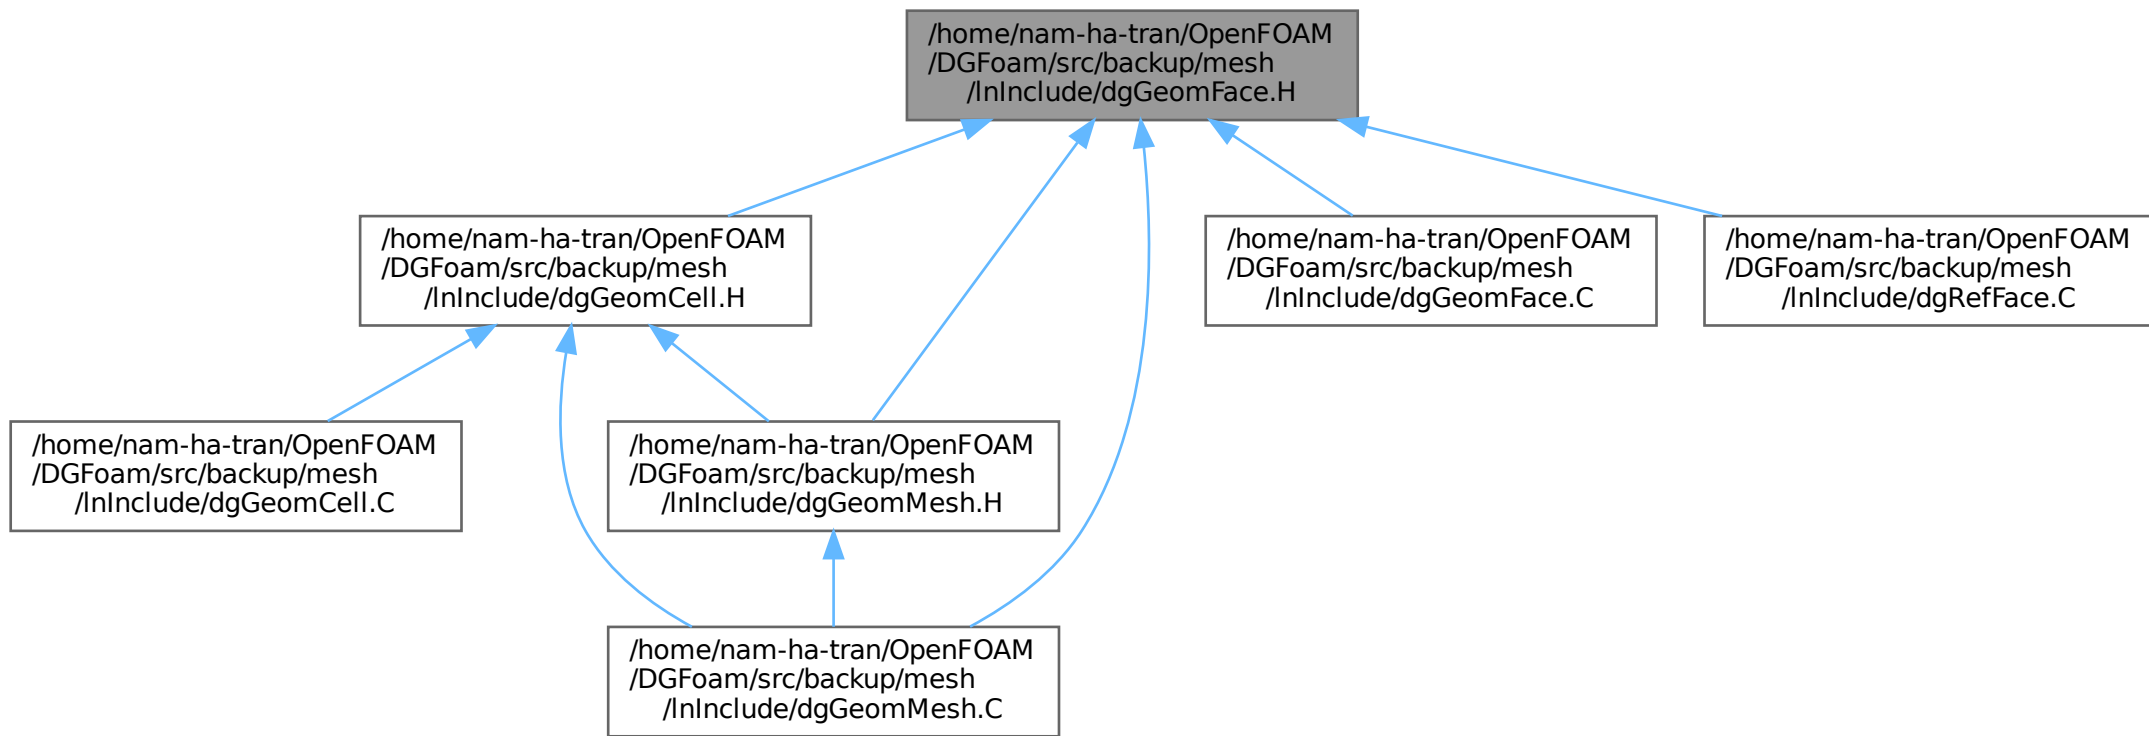 /home/nam-ha-tran/OpenFOAM
/DGFoam/src/backup/mesh
/lnInclude/dgGeomFace.H
/home/nam-ha-tran/OpenFOAM
/DGFoam/src/backup/mesh
/lnInclude/dgGeomCell.H
/home/nam-ha-tran/OpenFOAM
/DGFoam/src/backup/mesh
/lnInclude/dgGeomFace.C
/home/nam-ha-tran/OpenFOAM
/DGFoam/src/backup/mesh
/lnInclude/dgRefFace.C
/home/nam-ha-tran/OpenFOAM
/DGFoam/src/backup/mesh
/lnInclude/dgGeomCell.C
/home/nam-ha-tran/OpenFOAM
/DGFoam/src/backup/mesh
/lnInclude/dgGeomMesh.H
/home/nam-ha-tran/OpenFOAM
/DGFoam/src/backup/mesh
/lnInclude/dgGeomMesh.C